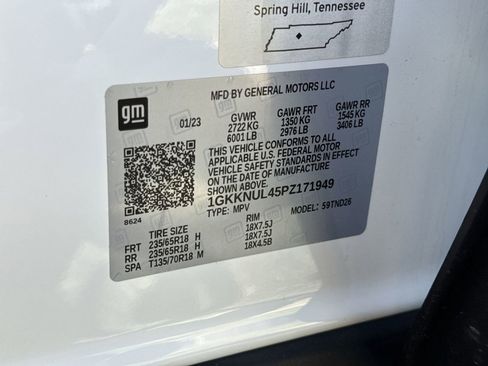 Spring Hill, Tennessee
gm
MFD BY GENERAL MOTORS LLC
01/23 GVWR GAWR FRT GAWR RR
2722 KG 1350 KG 1545 KG
6001 LB 2976 LB 3406 LB
THIS VEHICLE CONFORMS TO ALL
APPLICABLE U.S. FEDERAL MOTOR
VEHICLE SAFETY STANDARDS IN EFFECT
ON THE DATE OF MANUFACTURE SHOWN ABOVE
1GKKNUL45PZ171949
8624 TYPE: MPV MODEL: 59TND26
TIRE SIZE RIM
FRT 235/65R18 H 18X7.5J
RR 235/65R18 H 18X7.5J
SPA T135/70R18 M 18X4.5B